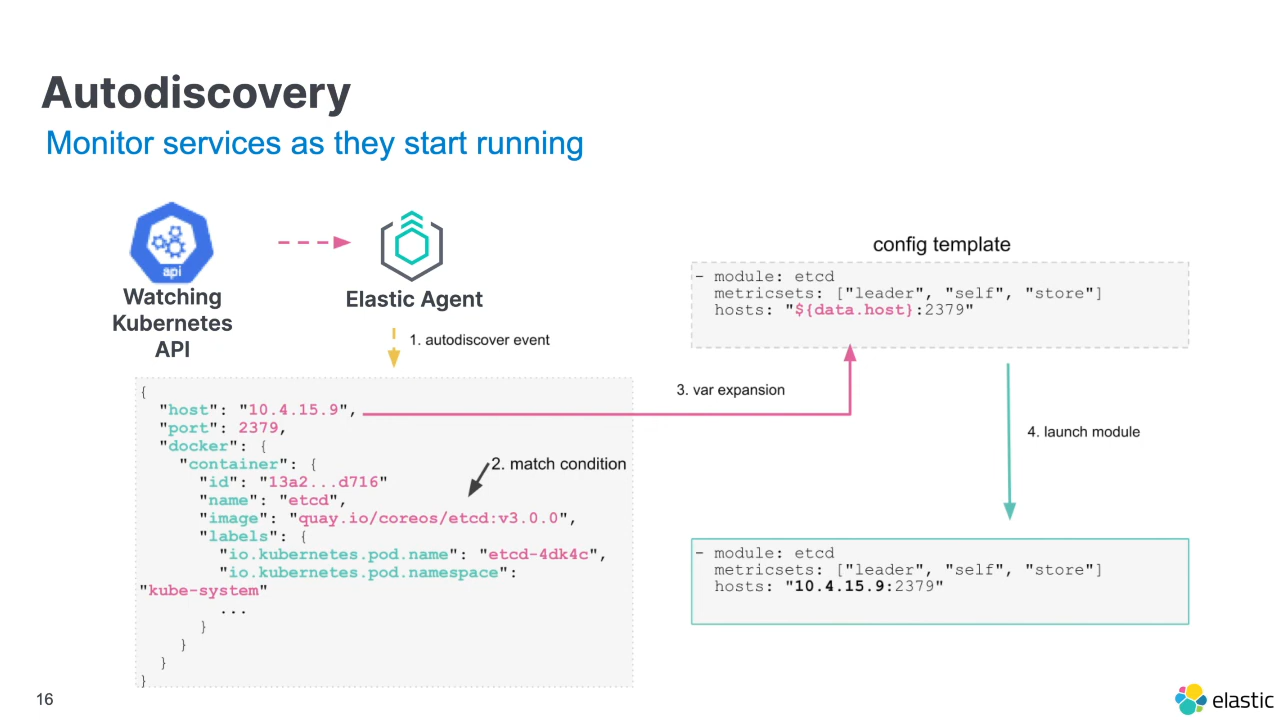 Autodiscovery
Monitor services as they start running
api
Watching
Kubernetes
API
Elastic Agent
1. autodiscover event
{
"host": "10.4.15.9",
"port": 2379,
"docker": {
"container": {
"id": "13a2...d716"
"name": "etcd",
"image": "quay.io/coreos/etcd:v3.0.0",
"labels": {
"io.kubernetes.pod.name": "etcd-4dk4c",
"io.kubernetes.pod.namespace":
"kube-system"
...
}
}
}
}
2. match condition
3. var expansion
config template
- module: etcd
metricsets: ["leader", "self", "store"]
hosts: "${data.host}:2379"
4. launch module
- module: etcd
metricsets: ["leader", "self", "store"]
hosts: "10.4.15.9:2379"
16
elastic